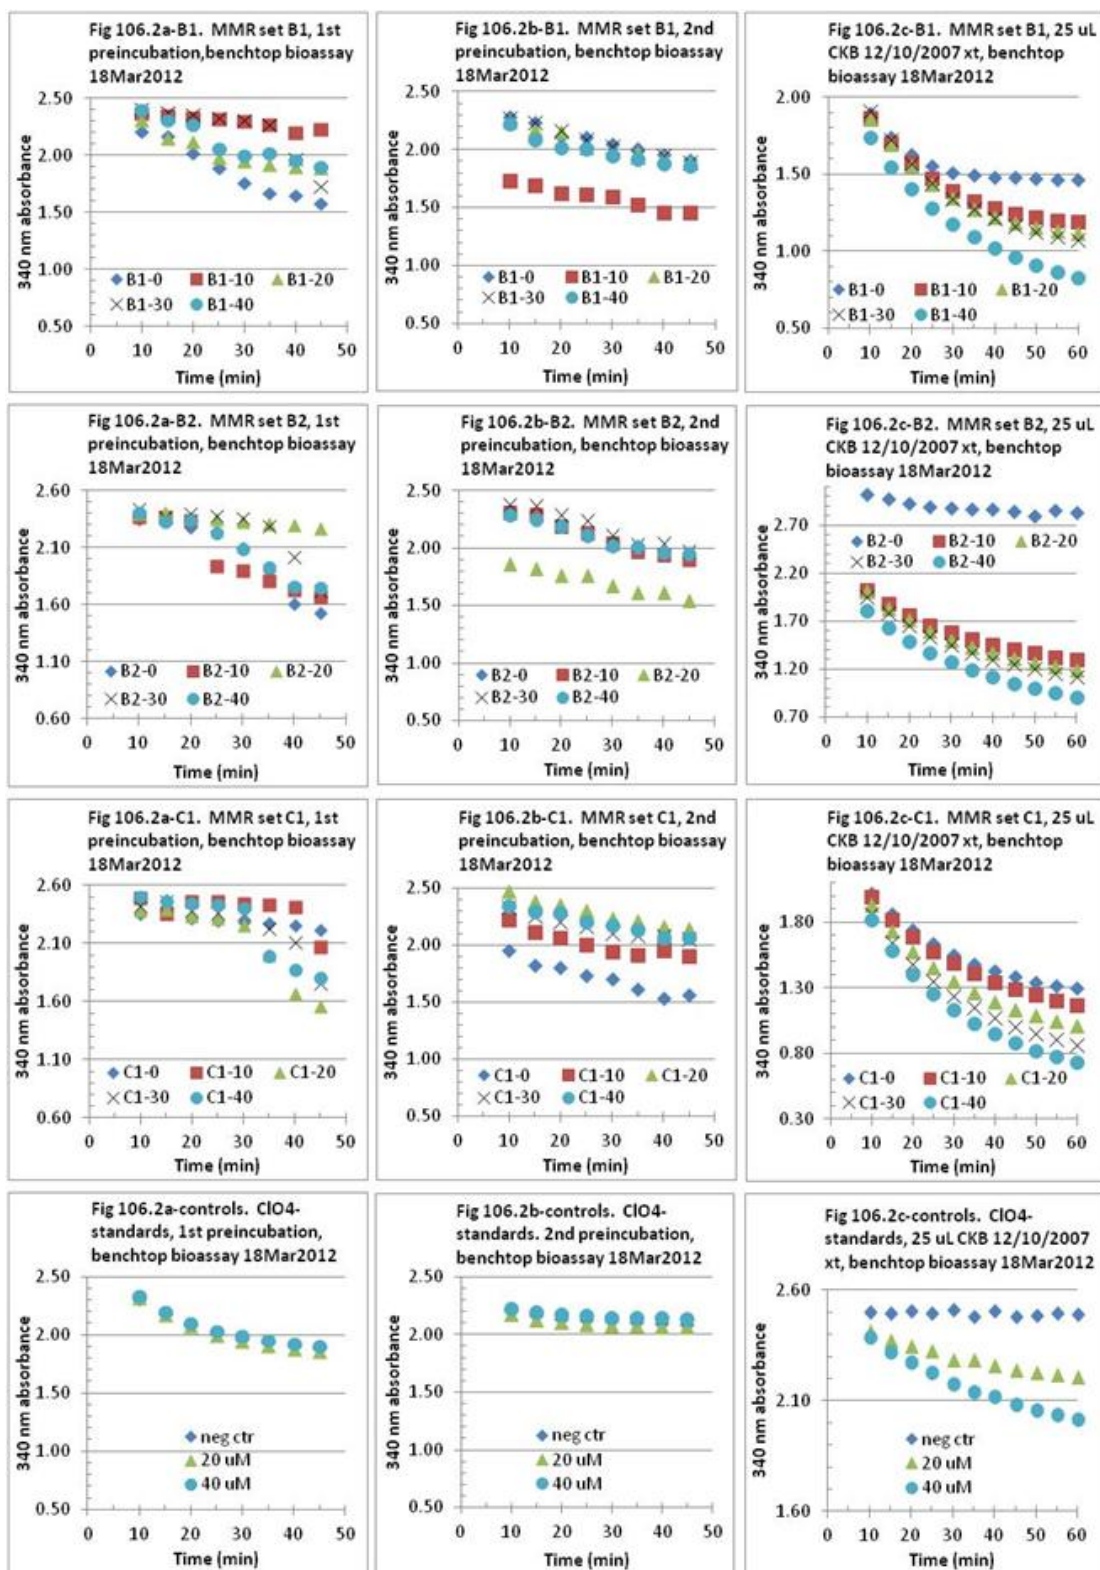 Fig 106.2a-B1. MMR set B1, 1st
preincubation,benchtop bioassay
18Mar2012
2.50
2.00
1.50
1.00
0.50
340 nm absorbance
B1-0 B1-10 B1-20
B1-30 B1-40
0 10 20 30 40 50
Time (min)
Fig 106.2b-B1. MMR set B1, 2nd
preincubation, benchtop bioassay
18Mar2012
2.50
2.00
1.50
1.00
0.50
340 nm absorbance
B1-0 B1-10 B1-20
B1-30 B1-40
0 10 20 30 40 50
Time (min)
Fig 106.2c-B1. MMR set B1, 25 uL
CKB 12/10/2007 xt, benchtop
bioassay 18Mar2012
2.00
1.50
1.00
0.50
340 nm absorbance
B1-0 B1-10 B1-20
B1-30 B1-40
0 10 20 30 40 50 60
Time (min)
Fig 106.2a-B2. MMR set B2, 1st
preincubation, benchtop bioassay
18Mar2012
2.60
2.10
1.60
1.10
0.60
340 nm absorbance
B2-0 B2-10 B2-20
B2-30 B2-40
0 10 20 30 40 50
Time (min)
Fig 106.2b-B2. MMR set B2, 2nd
preincubation, benchtop bioassay
18Mar2012
2.50
2.00
1.50
1.00
0.50
340 nm absorbance
B2-0 B2-10 B2-20
B2-30 B2-40
0 10 20 30 40 50
Time (min)
Fig 106.2c-B2. MMR set B2, 25 uL
CKB 12/10/2007 xt, benchtop
bioassay 18Mar2012
2.70
2.20
1.70
1.20
0.70
340 nm absorbance
B2-0 B2-10 B2-20
B2-30 B2-40
0 10 20 30 40 50 60
Time (min)
Fig 106.2a-C1. MMR set C1, 1st
preincubation,benchtop bioassay
18Mar2012
2.60
2.10
1.60
1.10
0.60
340 nm absorbance
C1-0 C1-10 C1-20
C1-30 C1-40
0 10 20 30 40 50
Time (min)
Fig 106.2b-C1. MMR set C1, 2nd
preincubation, benchtop bioassay
18Mar2012
2.50
2.00
1.50
1.00
0.50
340 nm absorbance
C1-0 C1-10 C1-20
C1-30 C1-40
0 10 20 30 40 50
Time (min)
Fig 106.2c-C1, MMR set C1, 25 uL
CKB 12/10/2007 xt, benchtop
bioassay 18Mar2012
1.80
1.30
0.80
0.30
340 nm absorbance
C1-0 C1-10 C1-20
C1-30 C1-40
0 10 20 30 40 50 60
Time (min)
Fig 106.2a-controls. ClO4-
standards, 1st preincubation,
benchtop bioassay 18Mar2012
2.50
2.00
1.50
1.00
0.50
340 nm absorbance
neg ctr
20 uM
40 uM
0 10 20 30 40 50
Time (min)
Fig 106.2b-controls. ClO4-
standards. 2nd preincubation,
benchtop bioassay 18Mar2012
2.50
2.00
1.50
1.00
0.50
340 nm absorbance
neg ctr
20 uM
40 uM
0 10 20 30 40 50
Time (min)
Fig 106.2c-controls. ClO4-
standards, 25 uL CKB 12/10/2007
xt, benchtop bioassay 18Mar2012
2.60
2.10
1.60
340 nm absorbance
neg ctr
20 uM
40 uM
0 10 20 30 40 50 60
Time (min)